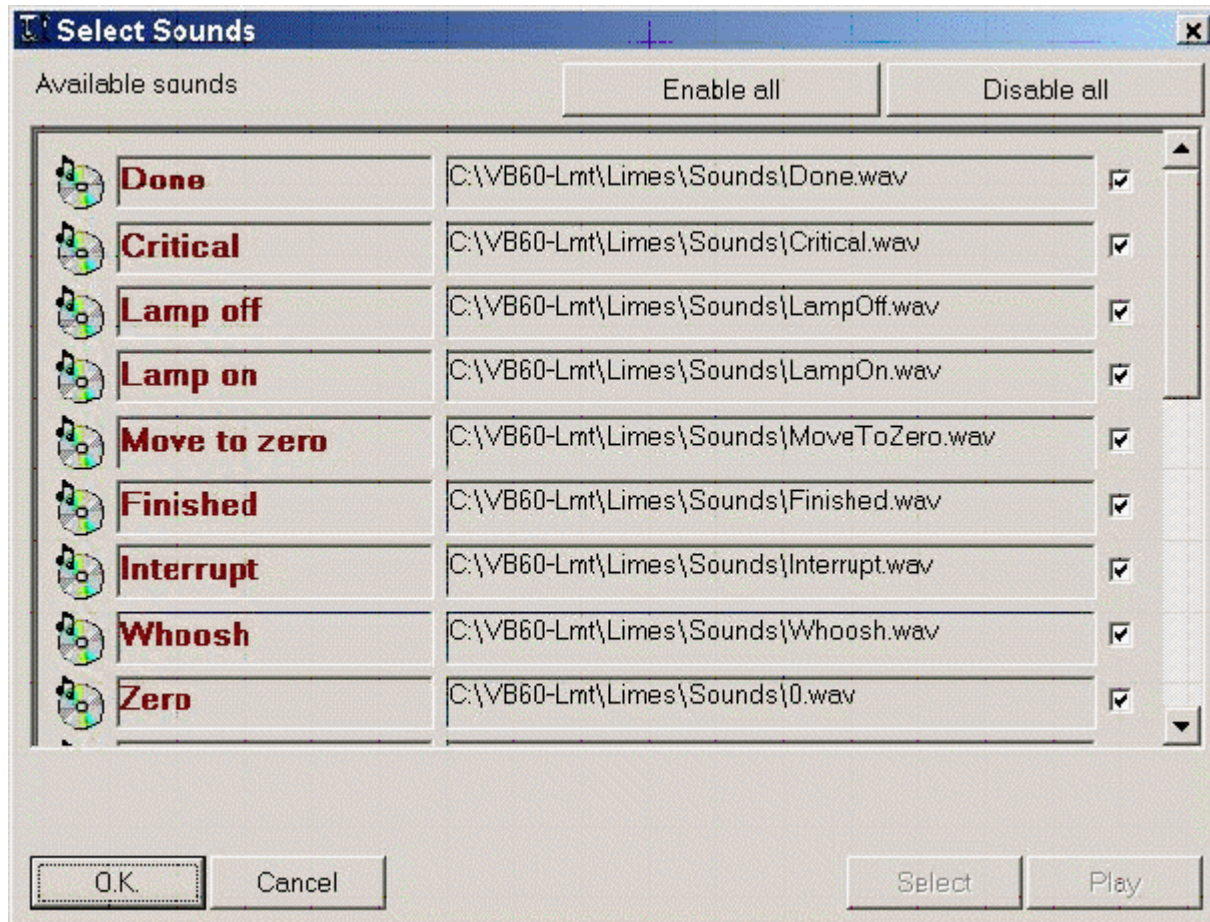 Select Sounds
Available sounds Enable all Disable all
Done C:\VB60-Lmt\Limes\Sounds\Done.wav
Critical C:\VB60-Lmt\Limes\Sounds\Critical.wav
Lamp off C:\VB60-Lmt\Limes\Sounds\LampOff.wav
Lamp on C:\VB60-Lmt\Limes\Sounds\LampOn.wav
Move to zero C:\VB60-Lmt\Limes\Sounds\MoveToZero.wav
Finished C:\VB60-Lmt\Limes\Sounds\Finished.wav
Interrupt C:\VB60-Lmt\Limes\Sounds\Interrupt.wav
Whoosh C:\VB60-Lmt\Limes\Sounds\Whoosh.wav
Zero C:\VB60-Lmt\Limes\Sounds\0.wav
O.K. Cancel Select Play